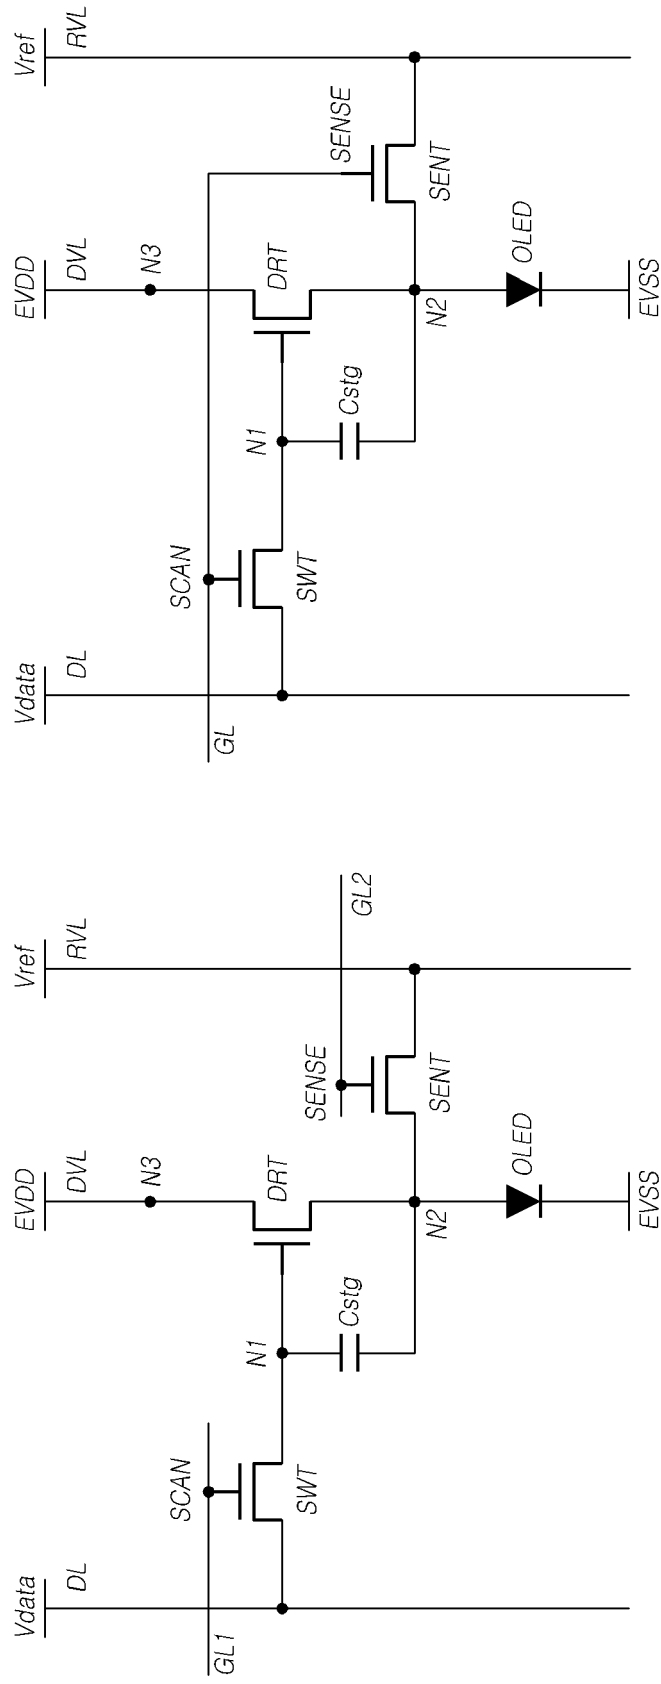 Vdata
DL
EVDD
DVL
Vref
RVL
N3
SCAN
GL1
N1
DRT
SENSE
GL2
SWT
Cstg
SENT
N2
OLED
EVSS
Vdata
DL
EVDD
DVL
Vref
RVL
N3
SCAN
GL
N1
DRT
SENSE
SWT
Cstg
SENT
N2
OLED
EVSS